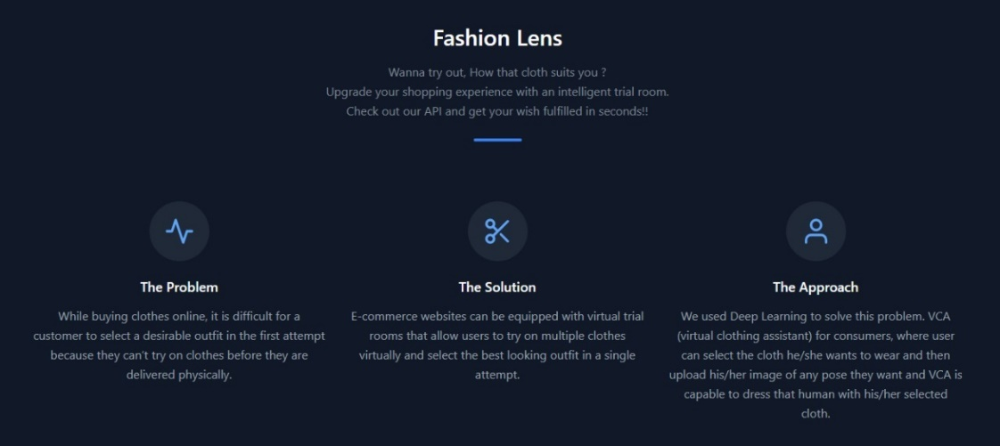 Fashion Lens
Wanna try out, How that cloth suits you ?
Upgrade your shopping experience with an intelligent trial room.
Check out our API and get your wish fulfilled in seconds!!
The Problem
While buying clothes online, it is difficult for a
customer to select a desirable outfit in the first attempt
because they can't try on clothes before they are
delivered physically.
The Solution
E-commerce websites can be equipped with virtual trial
rooms that allow users to try on multiple clothes
virtually and select the best looking outfit in a single
attempt.
The Approach
We used Deep Learning to solve this problem. VCA
(virtual clothing assistant) for consumers, where user
can select the cloth he/she wants to wear and then
upload his/her image of any pose they want and VCA is
capable to dress that human with his/her selected
cloth.